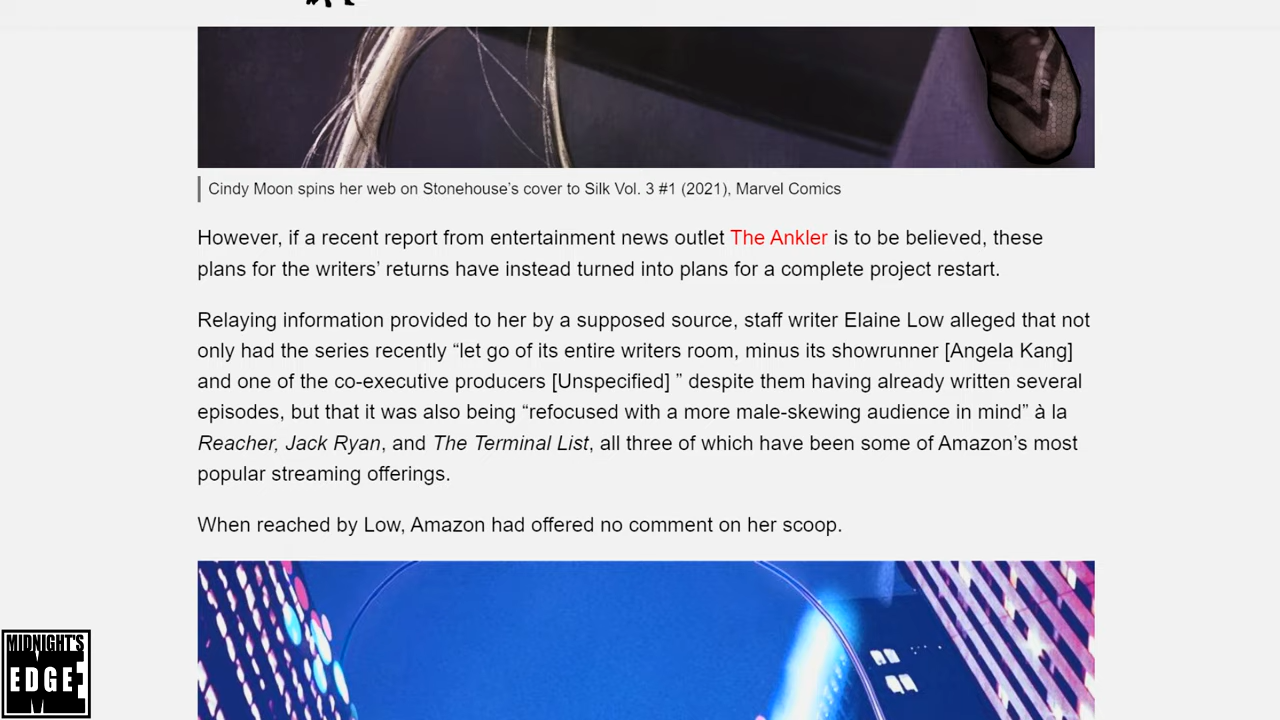 Cindy Moon spins her web on Stonehouse’s cover to Silk Vol. 3 #1 (2021), Marvel Comics
However, if a recent report from entertainment news outlet The Ankler is to be believed, these
plans for the writers’ returns have instead turned into plans for a complete project restart.
Relaying information provided to her by a supposed source, staff writer Elaine Low alleged that not
only had the series recently “let go of its entire writers room, minus its showrunner [Angela Kang]
and one of the co-executive producers [Unspecified] ” despite them having already written several
episodes, but that it was also being “refocused with a more male-skewing audience in mind” à la
Reacher, Jack Ryan, and The Terminal List, all three of which have been some of Amazon’s most
popular streaming offerings.
When reached by Low, Amazon had offered no comment on her scoop.
MIDNIGHT'S
EDGE
ME